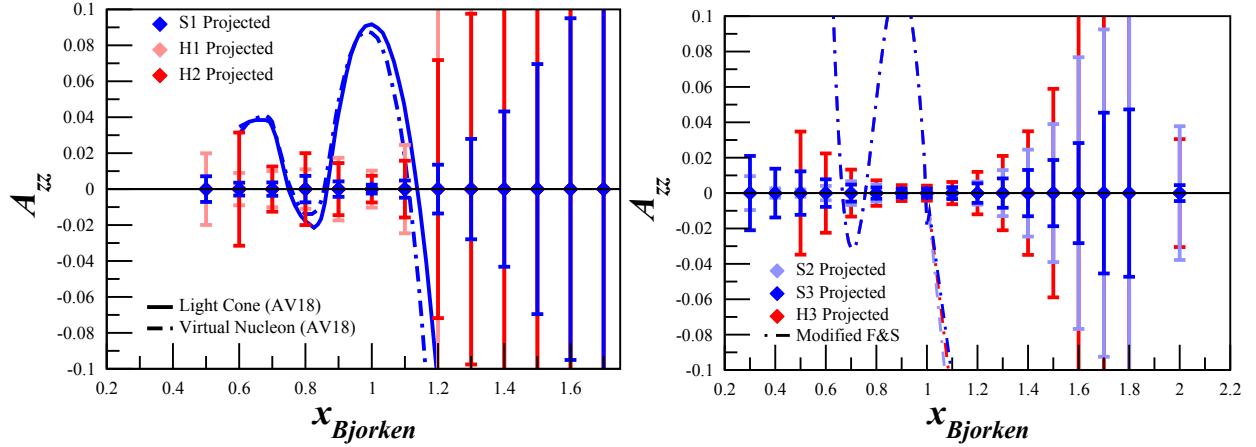 0.1
S1 Projected
0.08
H1 Projected
0.06
H2 Projected
0.04
0.02
0
A_zz
-0.02
-0.04
-0.06
Light Cone (AV18)
-0.08
Virtual Nucleon (AV18)
-0.1
0.2 0.4 0.6 0.8 1 1.2 1.4 1.6
x_Bjorken
0.1
0.08
0.06
0.04
0.02
0
A_zz
-0.02
-0.04
S2 Projected
-0.06
S3 Projected
H3 Projected
-0.08
Modified F&S
-0.1
0.2 0.4 0.6 0.8 1 1.2 1.4 1.6 1.8 2 2.2
x_Bjorken